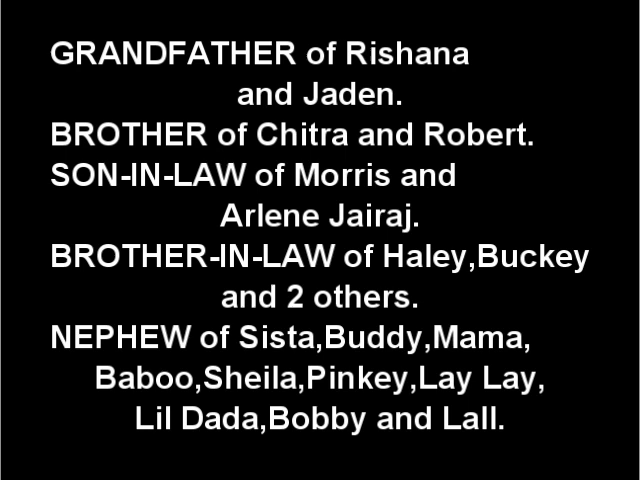 GRANDFATHER of Rishana
and Jaden.
BROTHER of Chitra and Robert.
SON-IN-LAW of Morris and
Arlene Jairaj.
BROTHER-IN-LAW of Haley,Buckey
and 2 others.
NEPHEW of Sista,Buddy,Mama,
Baboo,Sheila,Pinkey,Lay Lay,
Lil Dada,Bobby and Lall.